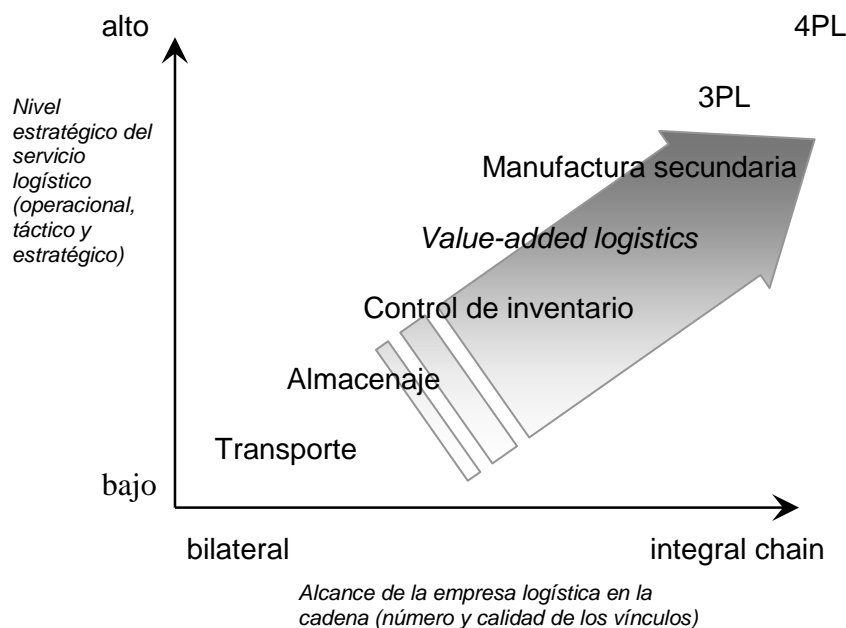 alto
4PL
Nivel
estratégico del
servicio
logístico
(operacional,
táctico y
estratégico)
3PL
Manufactura secundaria
Value-added logistics
Control de inventario
Almacenaje
Transporte
bajo
bilateral
integral chain
Alcance de la empresa logística en la
cadena (número y calidad de los vínculos)